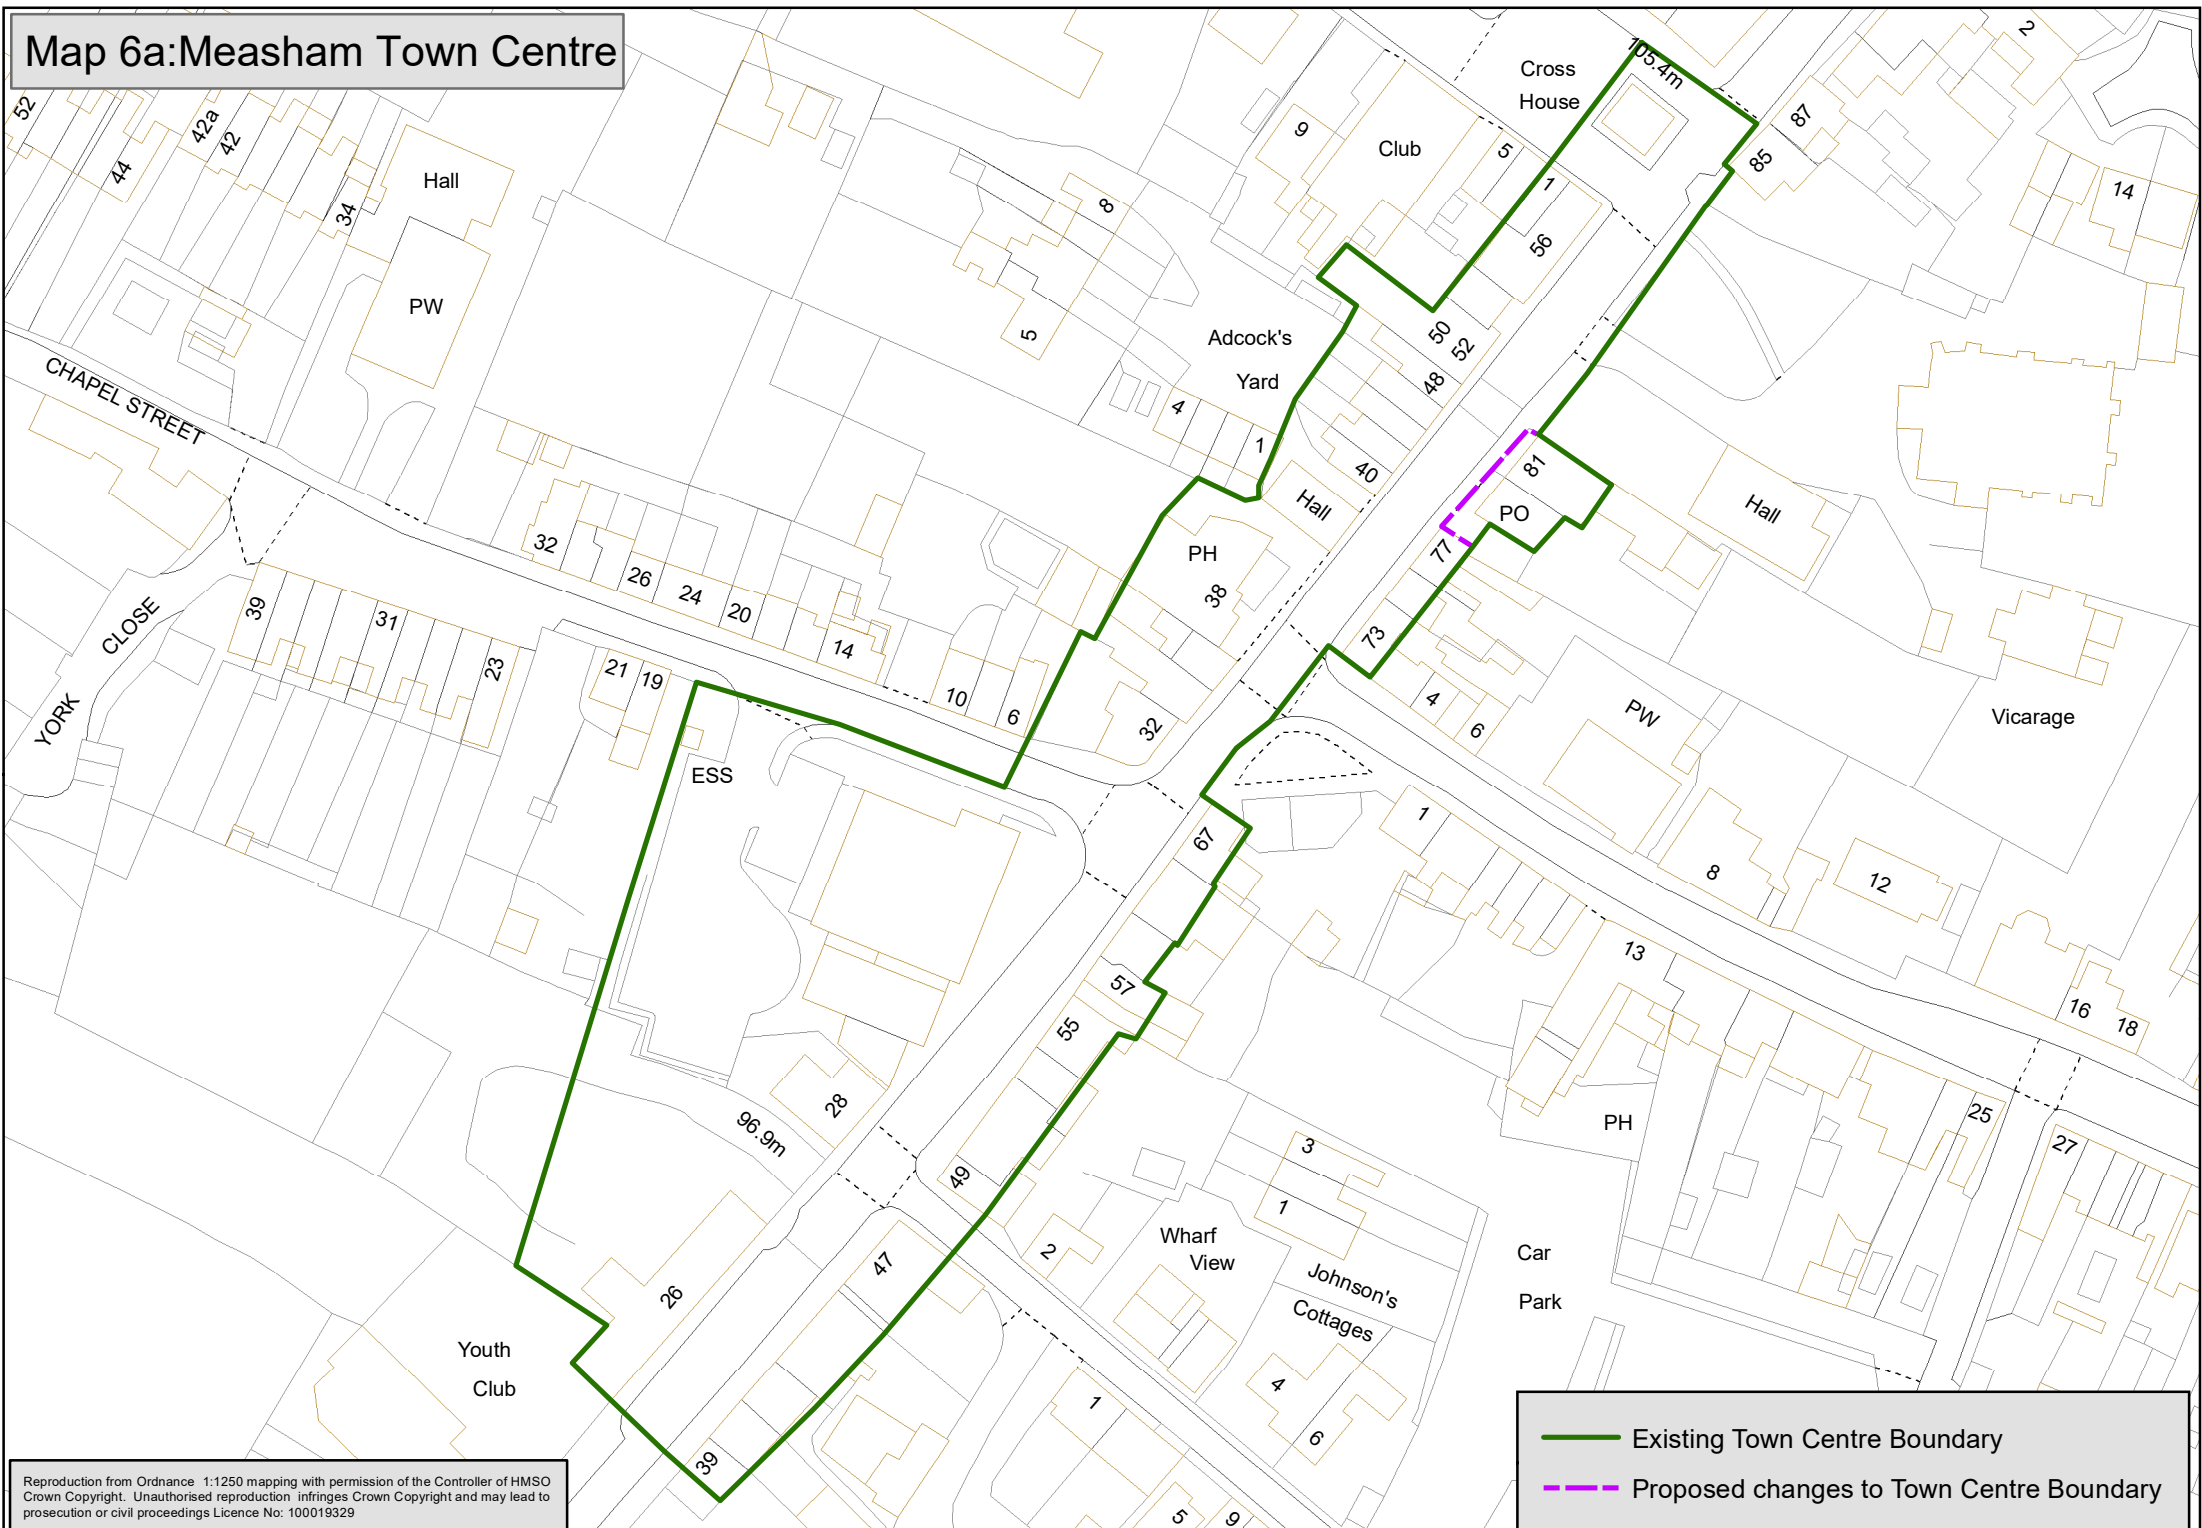 Map 6a:Measham Town Centre
105.4m
2
Cross
House
87
85
52
42a
42
44
34
Hall
9
Club
5
1
56
14
8
PW
5
Adcock's
Yard
50
52
48
CHAPEL STREET
4
1
40
81
Hall
PO
Hall
32
26
24
20
14
PH
38
77
73
39
31
23
CLOSE
YORK
21
19
10
6
32
4
6
PW
Vicarage
ESS
67
1
8
12
13
57
55
16
18
28
96.9m
49
PH
25
27
3
1
2
Wharf
View
Johnson's
Cottages
Car
Park
47
26
Youth
Club
4
6
1
39
5
9
Existing Town Centre Boundary
Proposed changes to Town Centre Boundary
Reproduction from Ordnance 1:1250 mapping with permission of the Controller of HMSO
Crown Copyright. Unauthorised reproduction infringes Crown Copyright and may lead to
prosecution or civil proceedings Licence No: 100019329